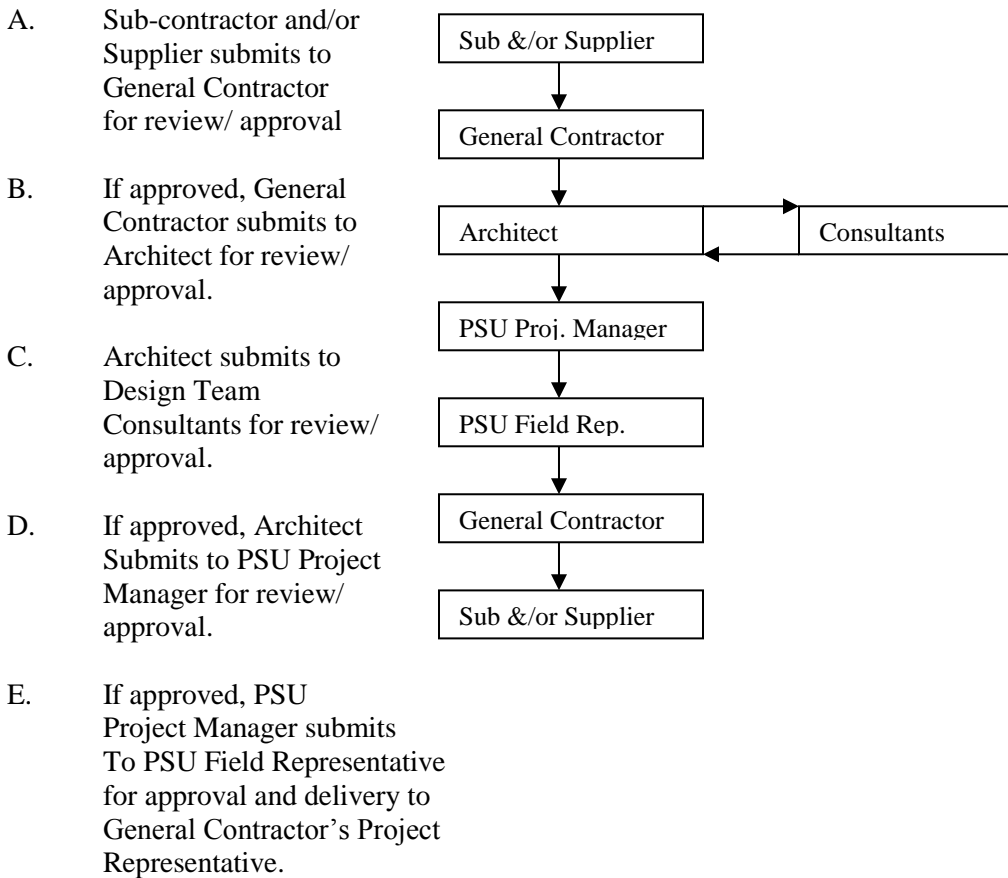 A. Sub-contractor and/or
Supplier submits to
General Contractor
for review/ approval
B. If approved, General
Contractor submits to
Architect for review/
approval.
C. Architect submits to
Design Team
Consultants for review/
approval.
D. If approved, Architect
Submits to PSU Project
Manager for review/
approval.
E. If approved, PSU
Project Manager submits
To PSU Field Representative
for approval and delivery to
General Contractor’s Project
Representative.
Sub &/or Supplier
General Contractor
Architect
Consultants
PSU Proj. Manager
PSU Field Rep.
General Contractor
Sub &/or Supplier